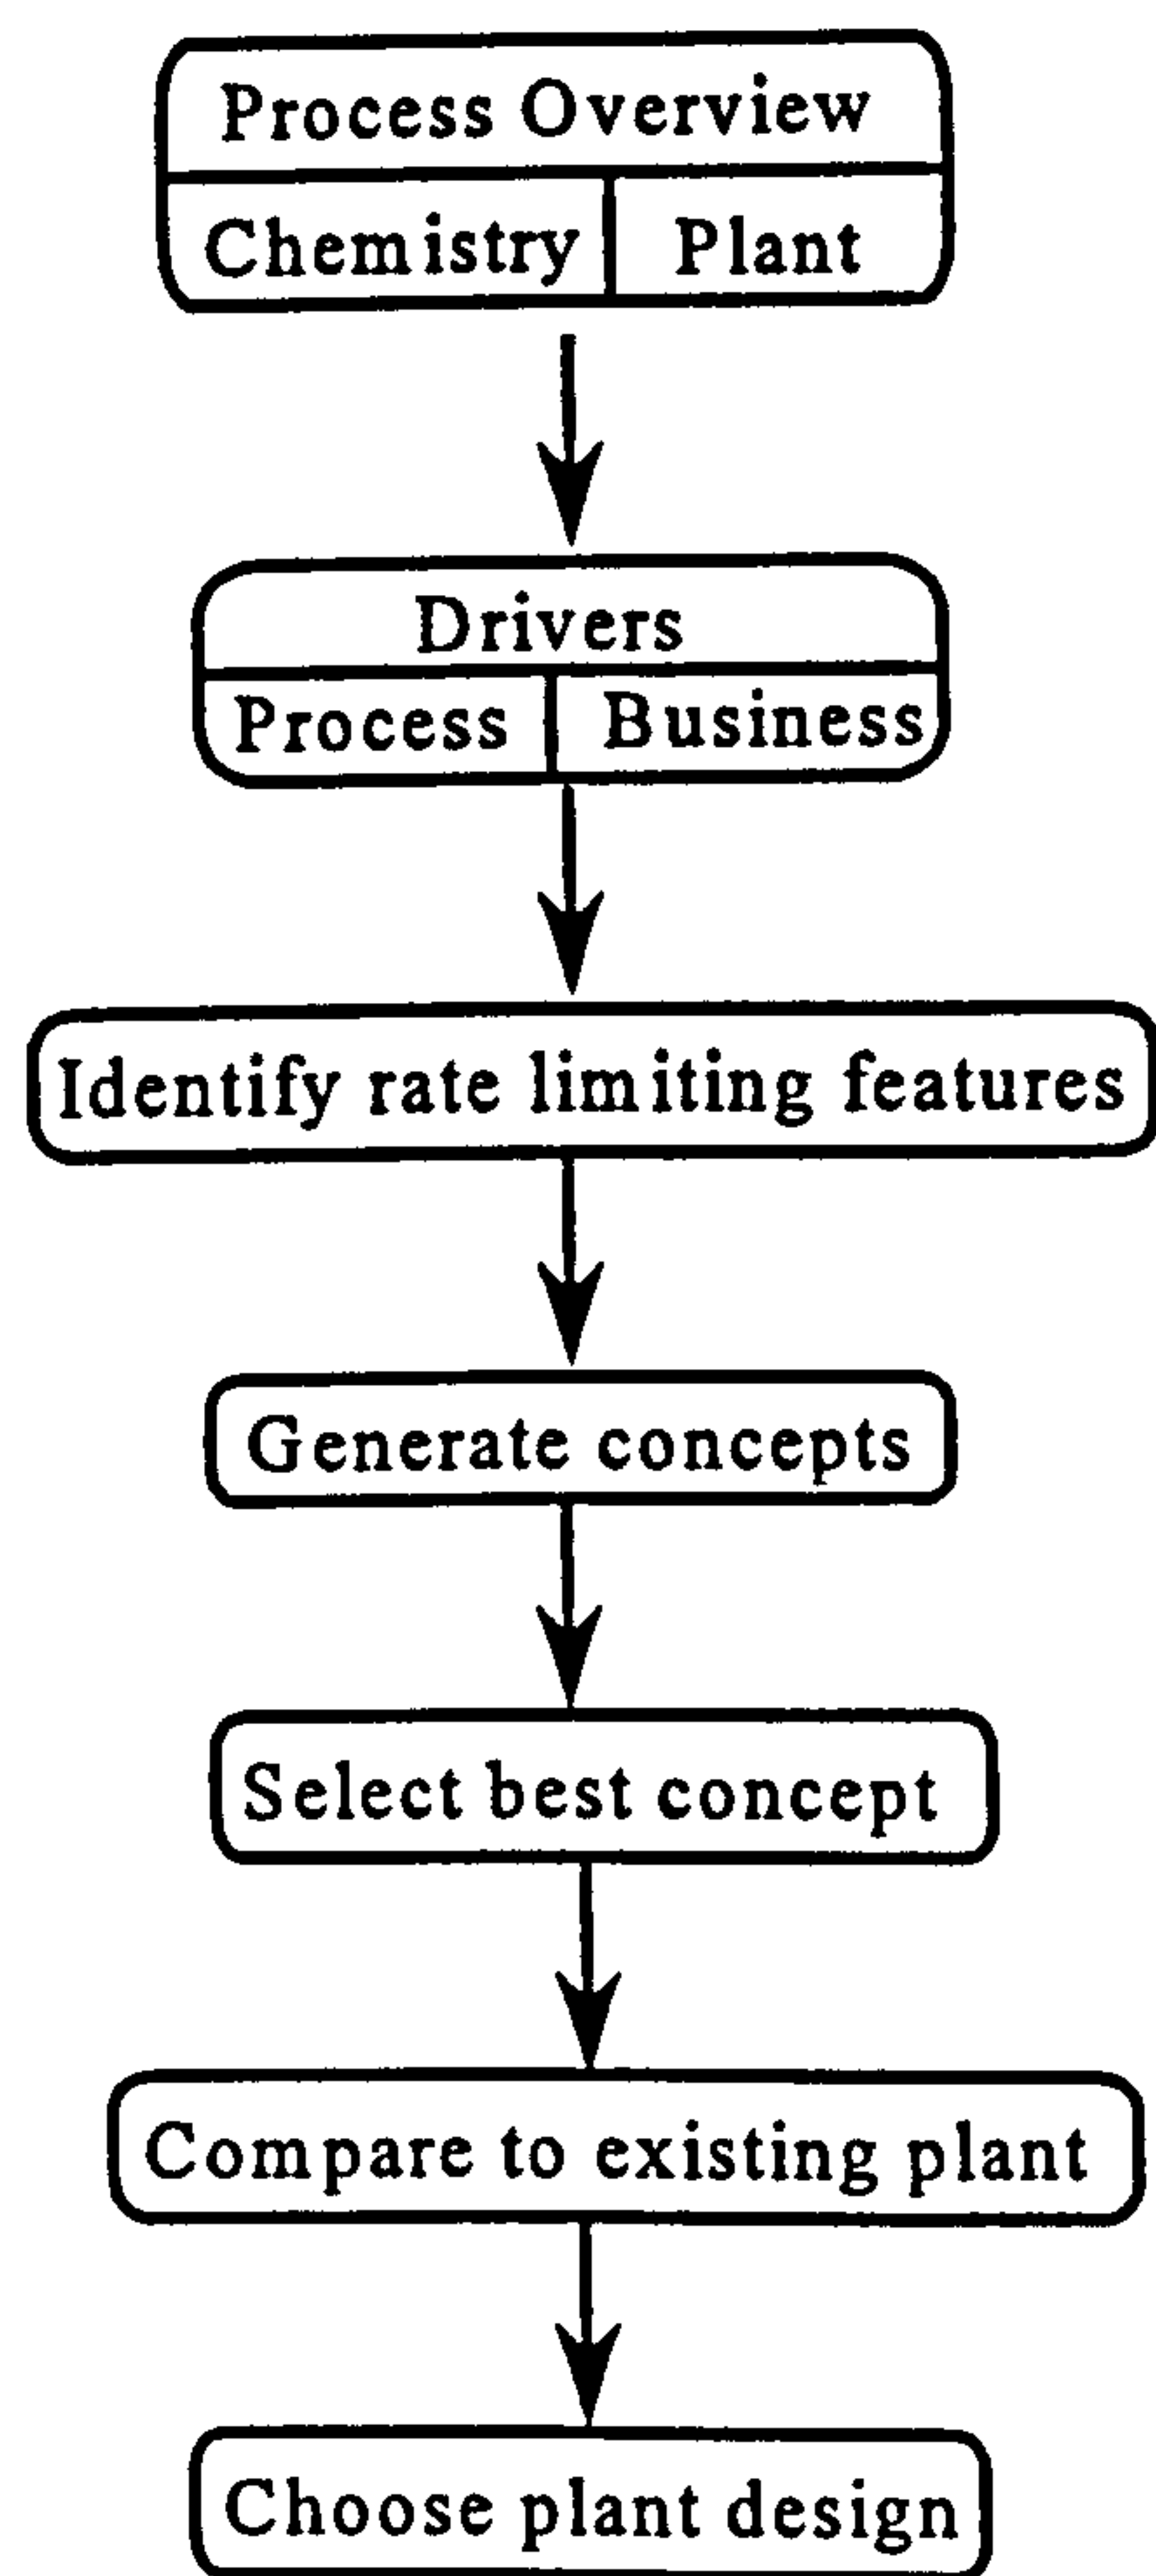 Process Overview
Chemistry Plant
Drivers
Process Business
Identify rate limiting features
Generate concepts
Select best concept
Compare to existing plant
Choose plant design